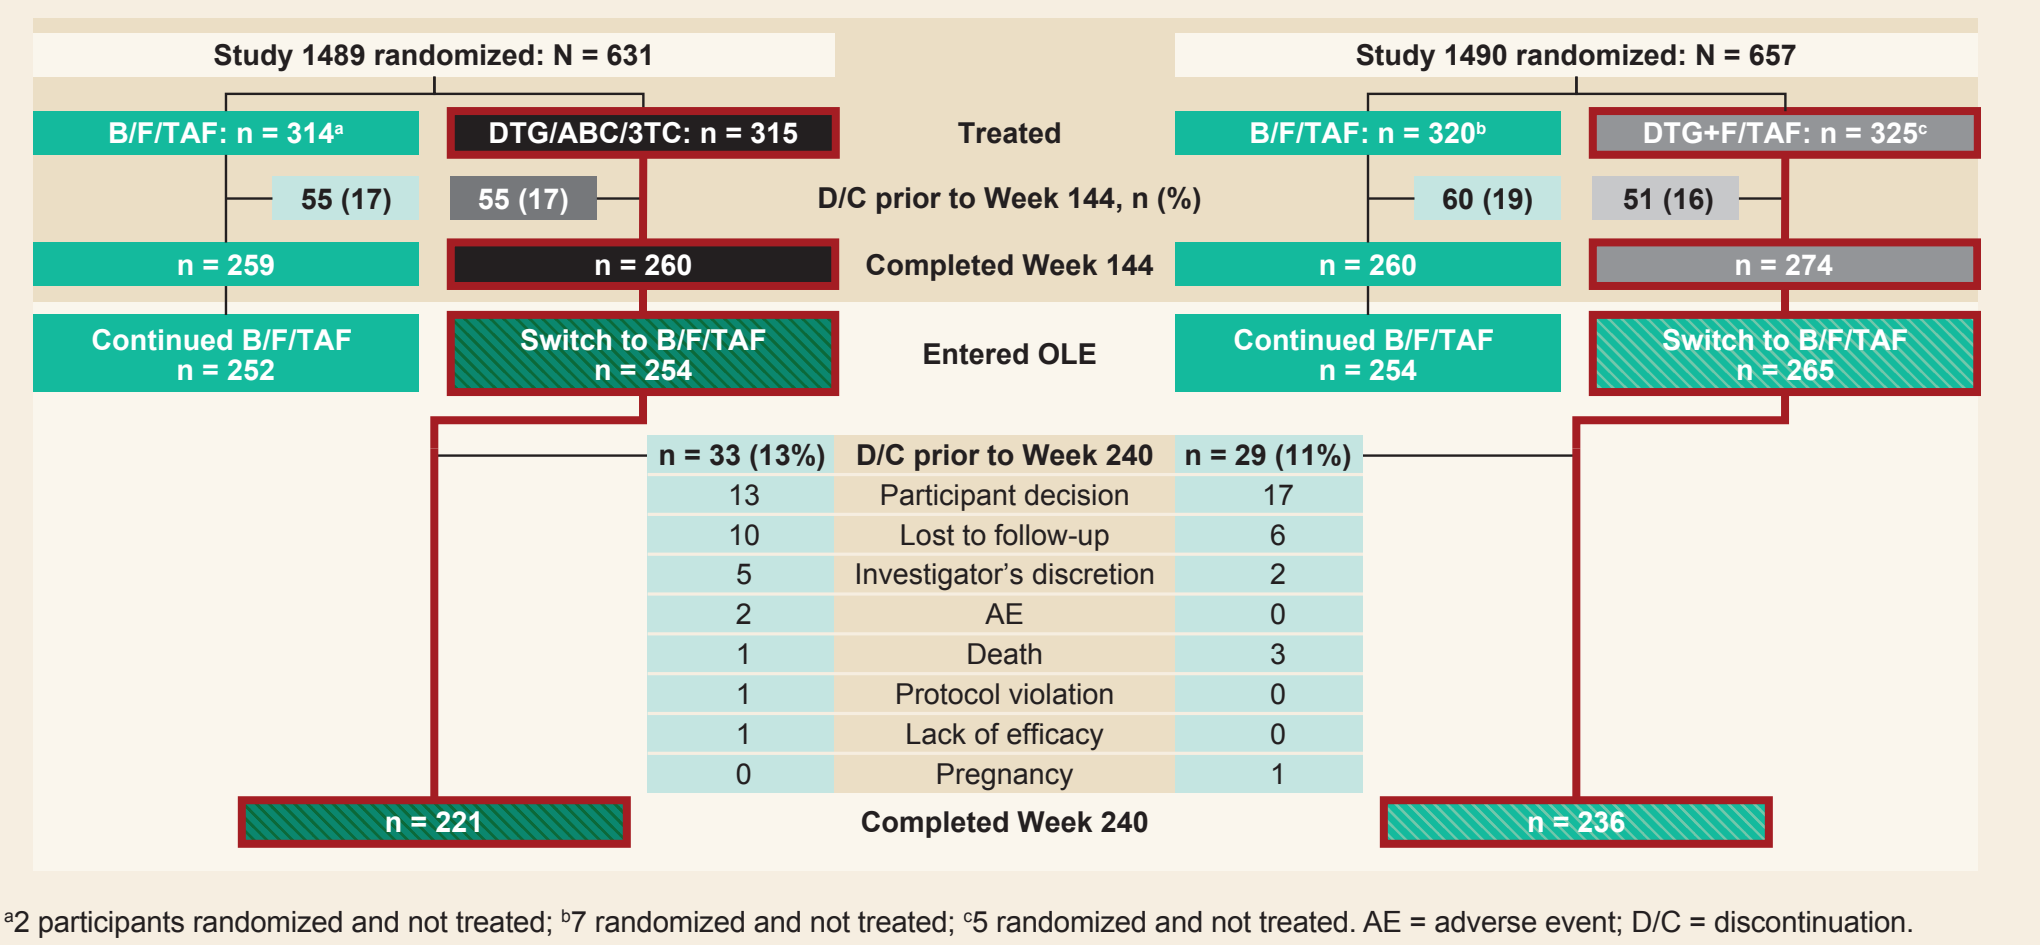 Study 1489 randomized: N = 631
Study 1490 randomized: N = 657
B/F/TAF: n = 314ᵃ
DTG/ABC/3TC: n = 315
Treated
B/F/TAF: n = 320ᵇ
DTG+F/TAF: n = 325ᶜ
55 (17)
55 (17)
D/C prior to Week 144, n (%)
60 (19)
51 (16)
n = 259
n = 260
Completed Week 144
n = 260
n = 274
Continued B/F/TAF
n = 252
Switch to B/F/TAF
n = 254
Entered OLE
Continued B/F/TAF
n = 254
Switch to B/F/TAF
n = 265
n = 33 (13%) D/C prior to Week 240 n = 29 (11%)
13 Participant decision 17
10 Lost to follow-up 6
5 Investigator’s discretion 2
2 AE 0
1 Death 3
1 Protocol violation 0
1 Lack of efficacy 0
0 Pregnancy 1
n = 221
Completed Week 240
n = 236
ᵃ2 participants randomized and not treated; ᵇ7 randomized and not treated; ᶜ5 randomized and not treated. AE = adverse event; D/C = discontinuation.